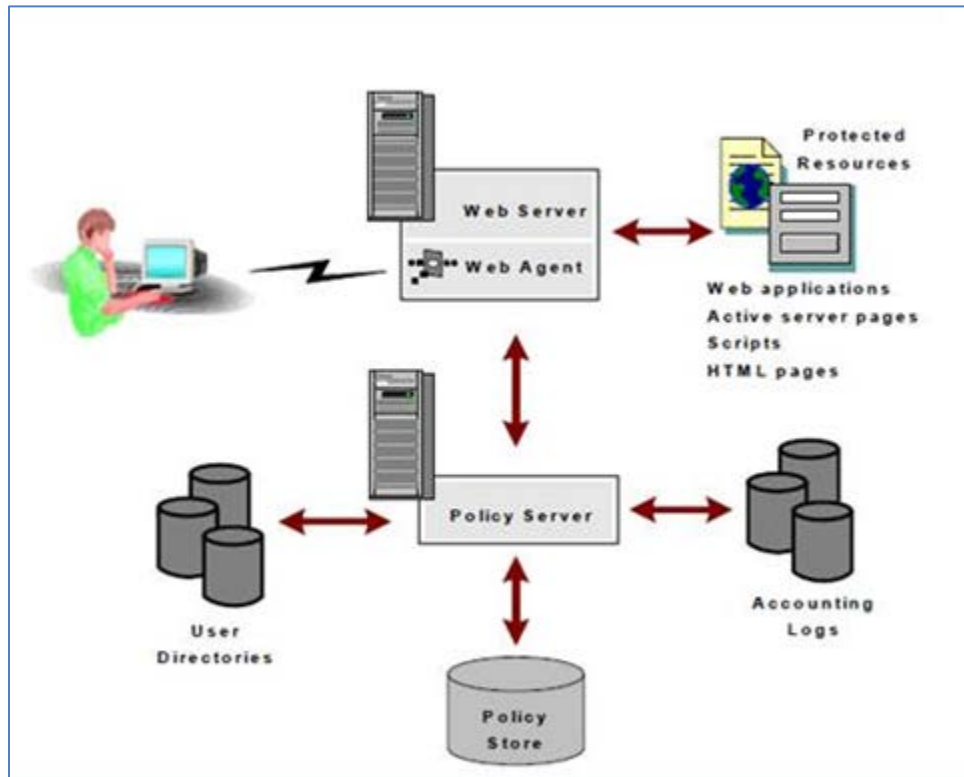 Protected
Resources
Web Server
Web Agent
Web applications
Active server pages
Scripts
HTML pages
Policy Server
User
Directories
Accounting
Logs
Policy
Store